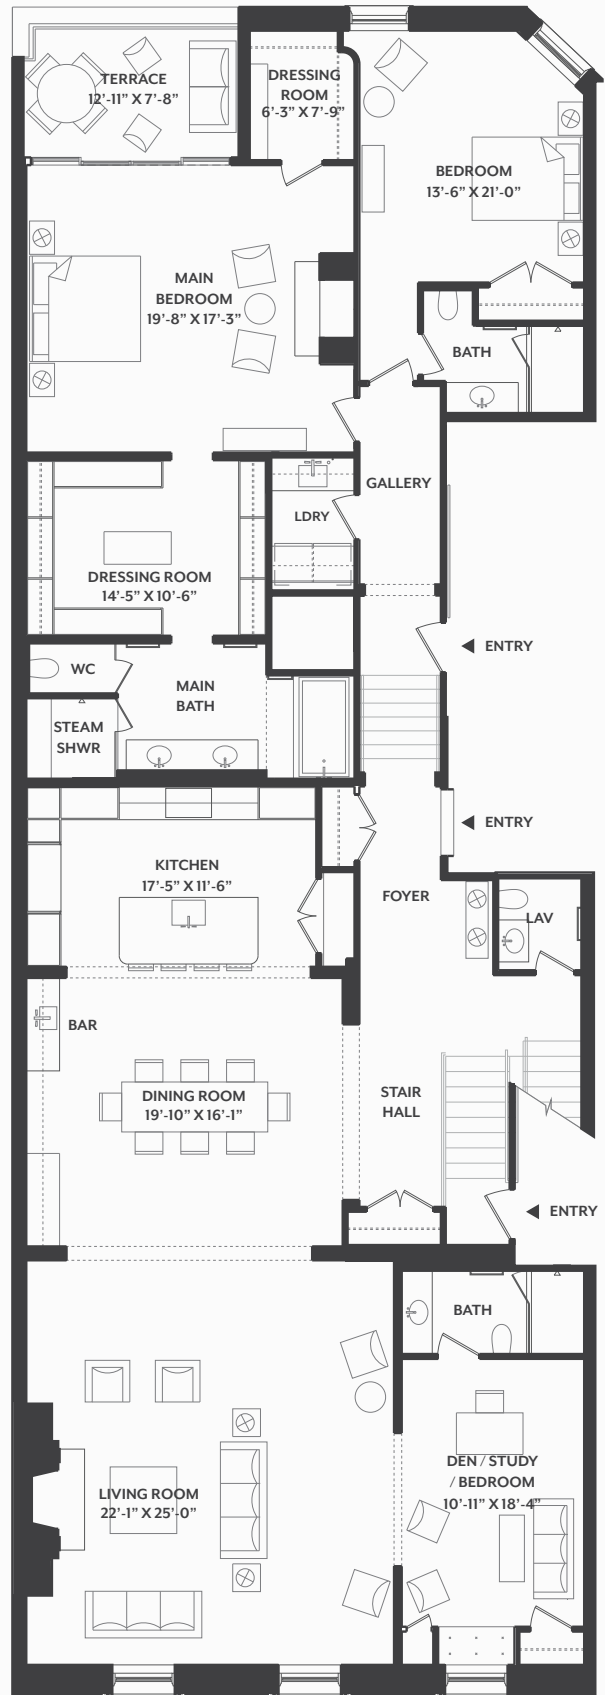 TERRACE
12'-11" X 7'-8"
DRESSING
ROOM
6'-3" X 7'-9"
BEDROOM
13'-6" X 21'-0"
MAIN
BEDROOM
19'-8" X 17'-3"
BATH
GALLERY
LDRY
DRESSING ROOM
14'-5" X 10'-6"
ENTRY
WC
MAIN
BATH
STEAM
SHWR
ENTRY
KITCHEN
17'-5" X 11'-6"
FOYER
LAV
BAR
DINING ROOM
19'-10" X 16'-1"
STAIR
HALL
ENTRY
BATH
DEN / STUDY
/ BEDROOM
10'-11" X 18'-4"
LIVING ROOM
22'-1" X 25'-0"